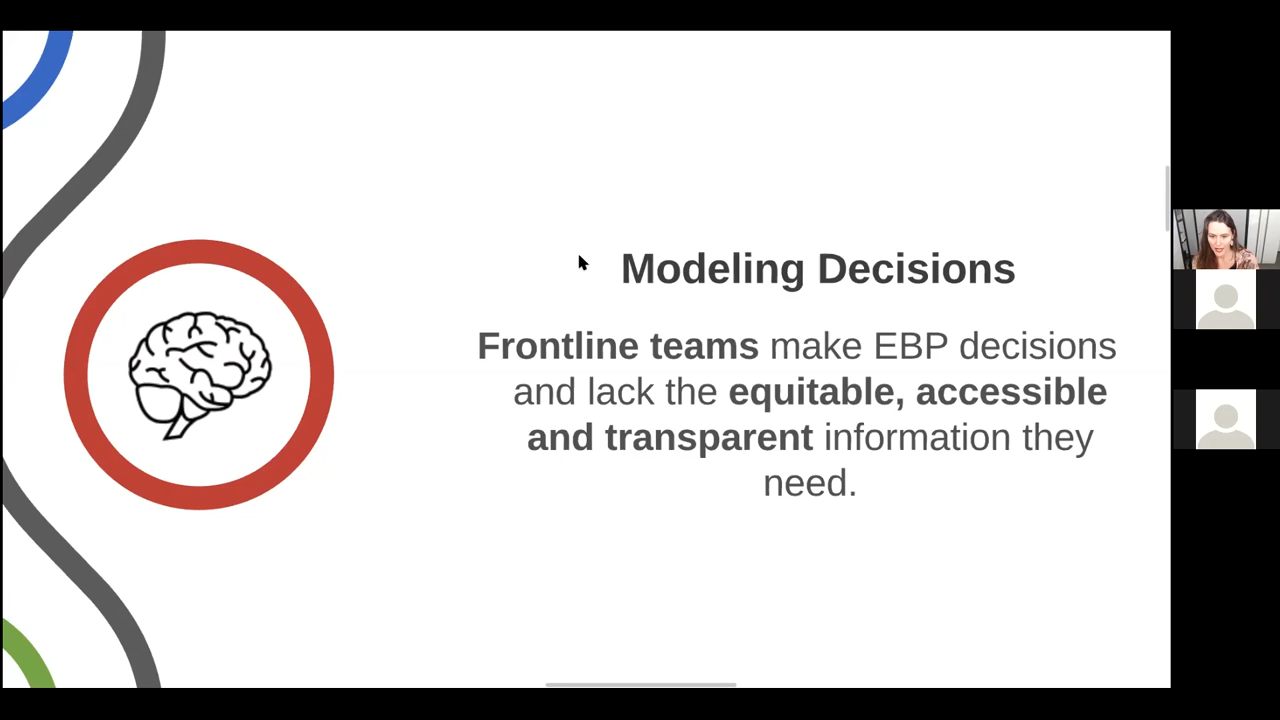 Modeling Decisions
Frontline teams make EBP decisions
and lack the equitable, accessible
and transparent information they
need.